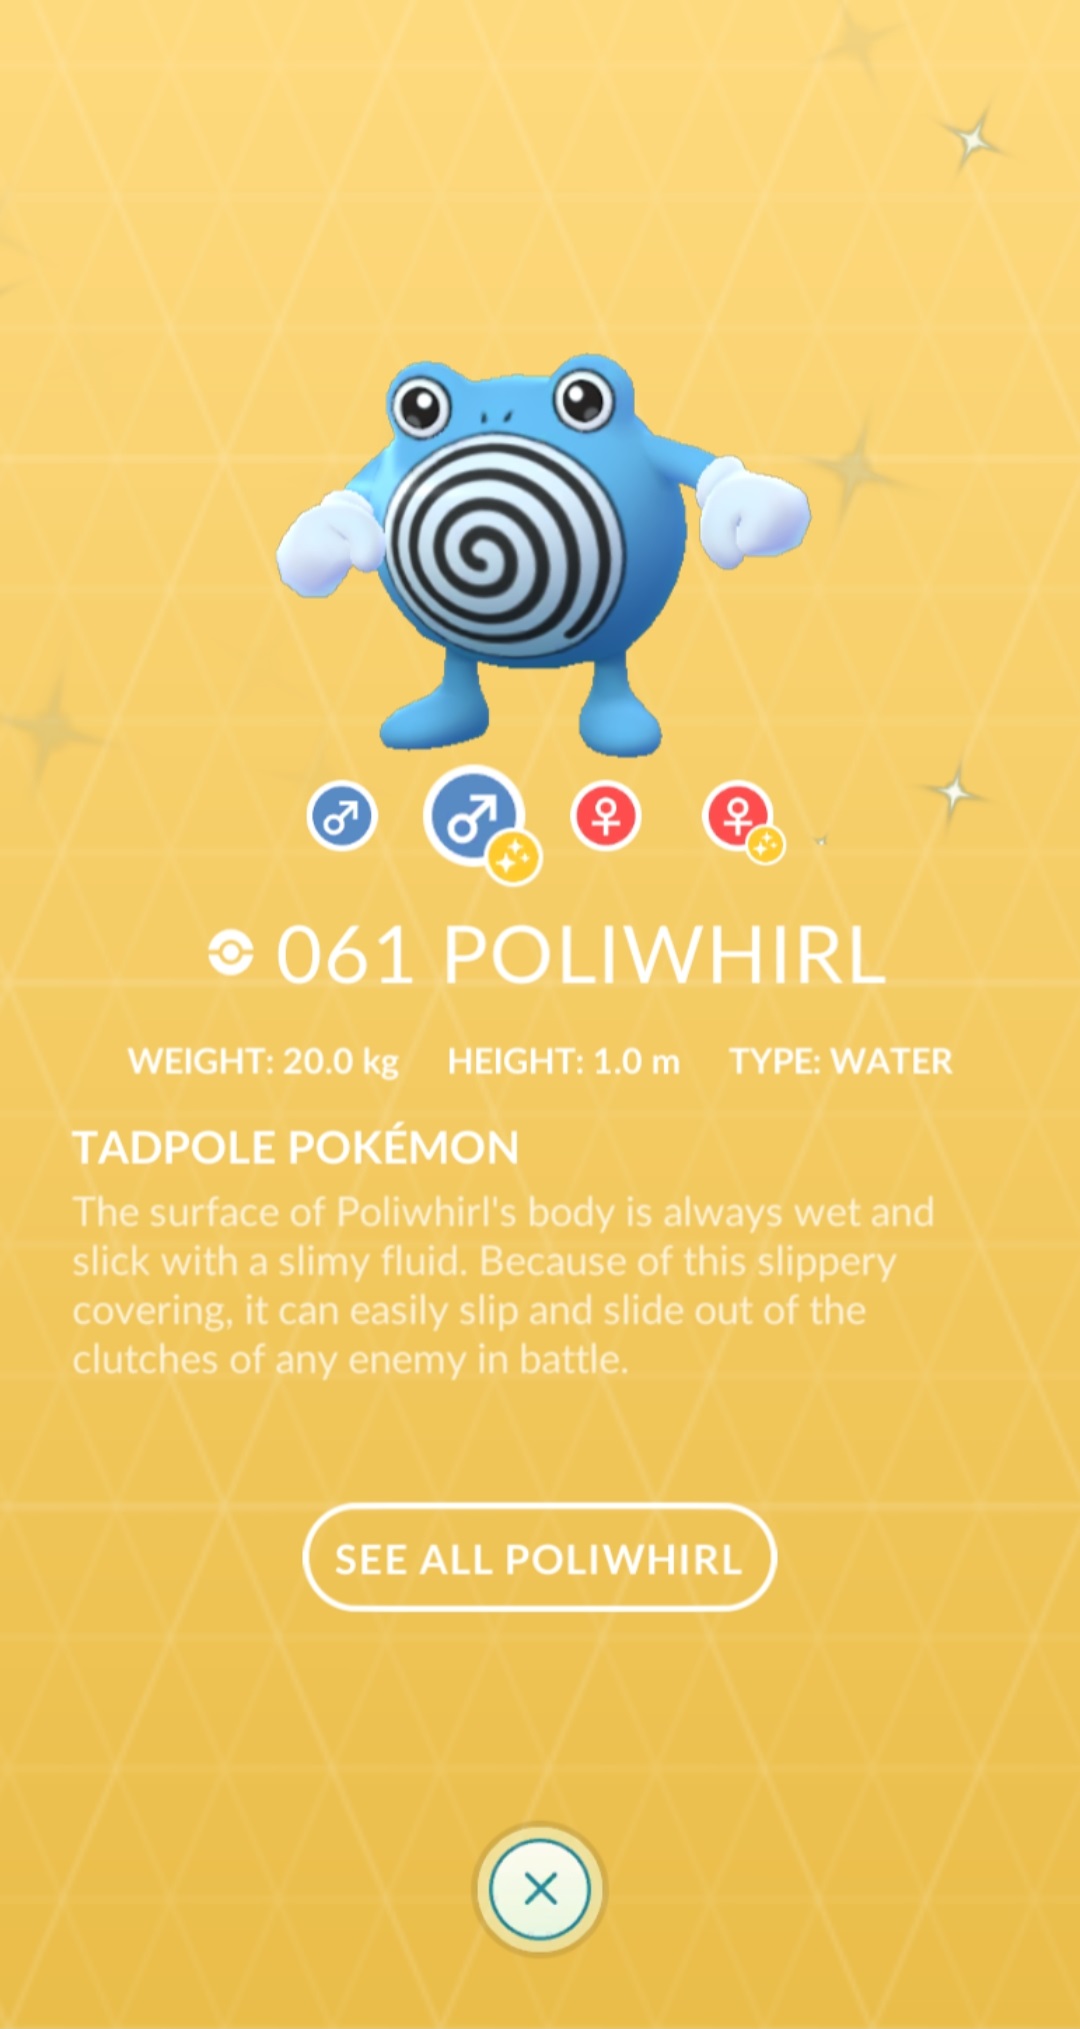 061 POLIWHIRL
WEIGHT: 20.0 kg HEIGHT: 1.0 m TYPE: WATER
TADPOLE POKÉMON
The surface of Poliwhirl's body is always wet and
slick with a slimy fluid. Because of this slippery
covering, it can easily slip and slide out of the
clutches of any enemy in battle.
SEE ALL POLIWHIRL